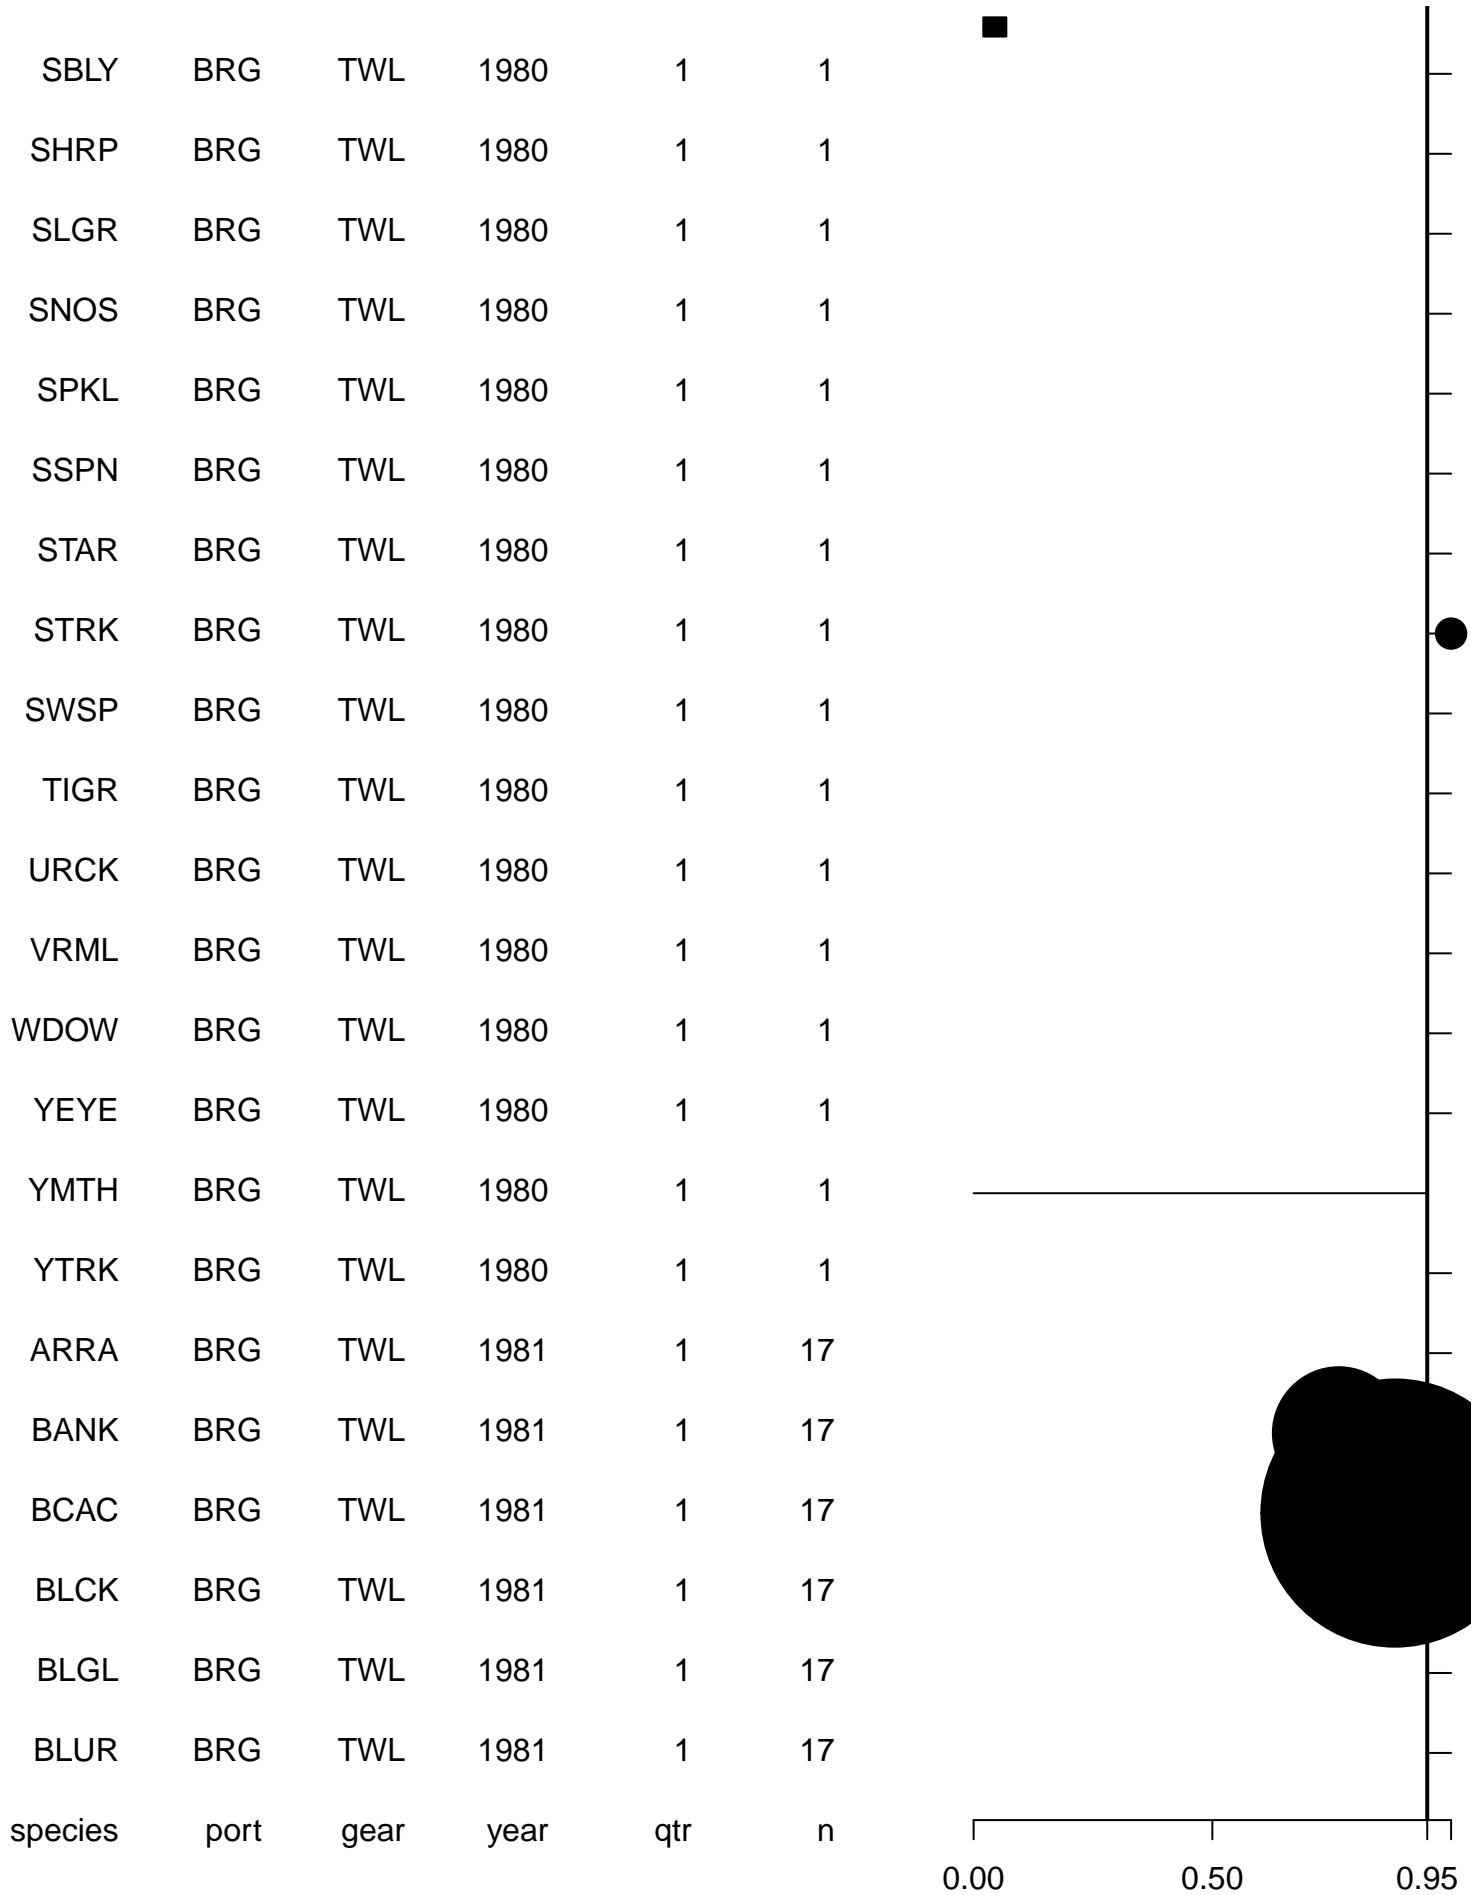 SBLY BRG TWL 1980 1 1
SHRP BRG TWL 1980 1 1
SLGR BRG TWL 1980 1 1
SNOS BRG TWL 1980 1 1
SPKL BRG TWL 1980 1 1
SSPN BRG TWL 1980 1 1
STAR BRG TWL 1980 1 1
STRK BRG TWL 1980 1 1
SWSP BRG TWL 1980 1 1
TIGR BRG TWL 1980 1 1
URCK BRG TWL 1980 1 1
VRML BRG TWL 1980 1 1
WDOW BRG TWL 1980 1 1
YEYE BRG TWL 1980 1 1
YMTH BRG TWL 1980 1 1
YTRK BRG TWL 1980 1 1
ARRA BRG TWL 1981 1 17
BANK BRG TWL 1981 1 17
BCAC BRG TWL 1981 1 17
BLCK BRG TWL 1981 1 17
BLGL BRG TWL 1981 1 17
BLUR BRG TWL 1981 1 17
species port gear year qtr n
0.00 0.50 0.95